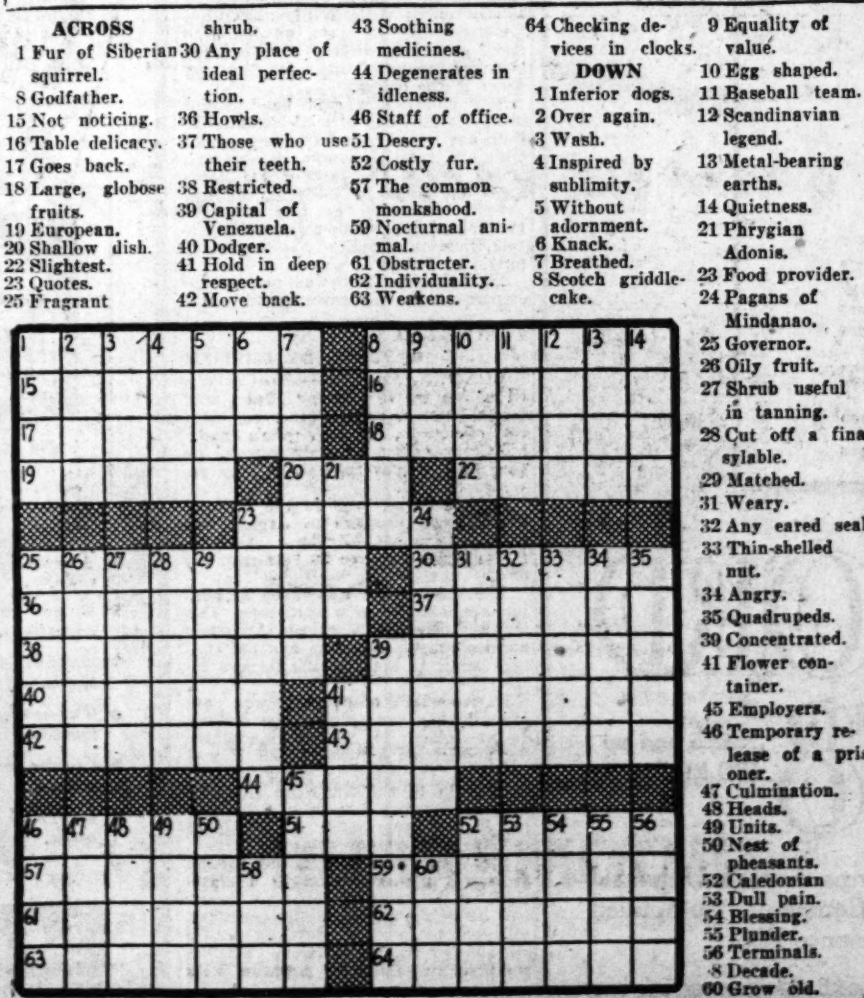 ACROSS
1 Fur of Siberian
squirrel.
8 Godfather.
15 Not noticing.
16 Table delicacy.
17 Goes back.
18 Large, globose
fruits.
19 European.
20 Shallow dish.
22 Slightest.
23 Quotes.
25 Fragrant
shrub.
30 Any place of
ideal perfec-
tion.
36 Howls.
37 Those who use
their teeth.
38 Restricted.
39 Capital of
Venezuela.
40 Dodger.
41 Hold in deep
respect.
42 Move back.
43 Soothing
medicines.
44 Degenerates in
idleness.
46 Staff of office.
51 Descry.
52 Costly fur.
57 The common
monkshood.
59 Nocturnal ani-
mal.
61 Obstructer.
62 Individuality.
63 Weakens.
64 Checking de-
vices in clocks.
DOWN
1 Inferior dogs.
2 Over again.
3 Wash.
4 Inspired by
sublimity.
5 Without
adornment.
6 Knack.
7 Breathed.
8 Scotch griddle-
cake.
9 Equality of
value.
10 Egg shaped.
11 Baseball team.
12 Scandinavian
legend.
13 Metal-bearing
earths.
14 Quietness.
21 Phrygian
Adonis.
23 Food provider.
24 Pagans of
Mindanao.
25 Governor.
26 Oily fruit.
27 Shrub useful
in tanning.
28 Cut off a fina
sylable.
29 Matched.
31 Weary.
32 Any eared seal
33 Thin-shelled
nut.
34 Angry.
35 Quadrupeds.
39 Concentrated.
41 Flower con-
tainer.
45 Employers.
46 Temporary re-
lease of a pris
oner.
47 Culmination.
48 Heads.
49 Units.
50 Nest of
pheasants.
52 Caledonian
53 Dull pain.
54 Blessing.
55 Plunder.
56 Terminals.
8 Decade.
60 Grow old.
1 2 3 4 5 6 7 8 9 10 11 12 13 14
15 16
17 18
19 20 21 22
23 24
25 26 27 28 29 30 31 32 33 34 35
36 37
38 39
40 41
42 43
44 45
46 47 48 49 50 51 52 53 54 55 56
57 58 59 60
61 62
63 64